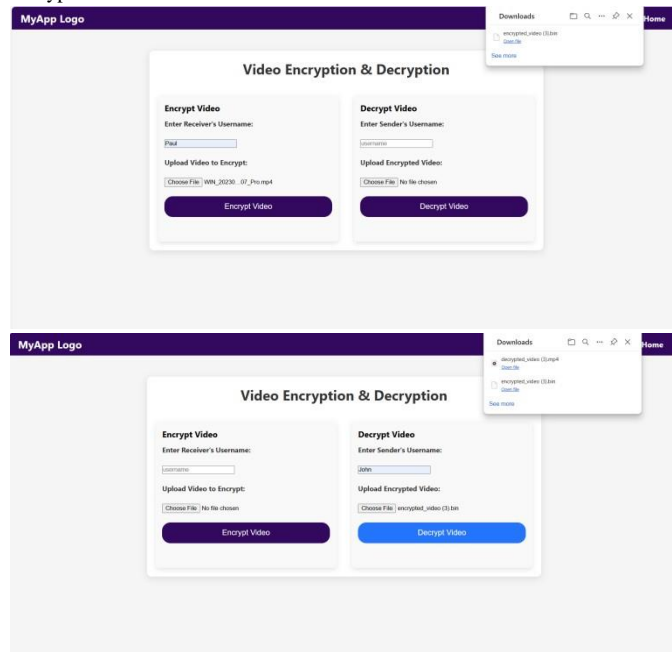 MyApp Logo
Downloads
Home
encrypted_video (3).bin
Open file
See more
Video Encryption & Decryption
Encrypt Video
Decrypt Video
Enter Receiver's Username:
Enter Sender's Username:
Paul
username
Upload Video to Encrypt:
Upload Encrypted Video:
Choose File WIN_20230...07_Pro.mp4
Choose File No file chosen
Encrypt Video
Decrypt Video
MyApp Logo
Downloads
Home
decrypted_video (3).mp4
Open file
encrypted_video (3).bin
Open file
See more
Video Encryption & Decryption
Encrypt Video
Decrypt Video
Enter Receiver's Username:
Enter Sender's Username:
username
John
Upload Video to Encrypt:
Upload Encrypted Video:
Choose File No file chosen
Choose File encrypted_video (3).bin
Encrypt Video
Decrypt Video